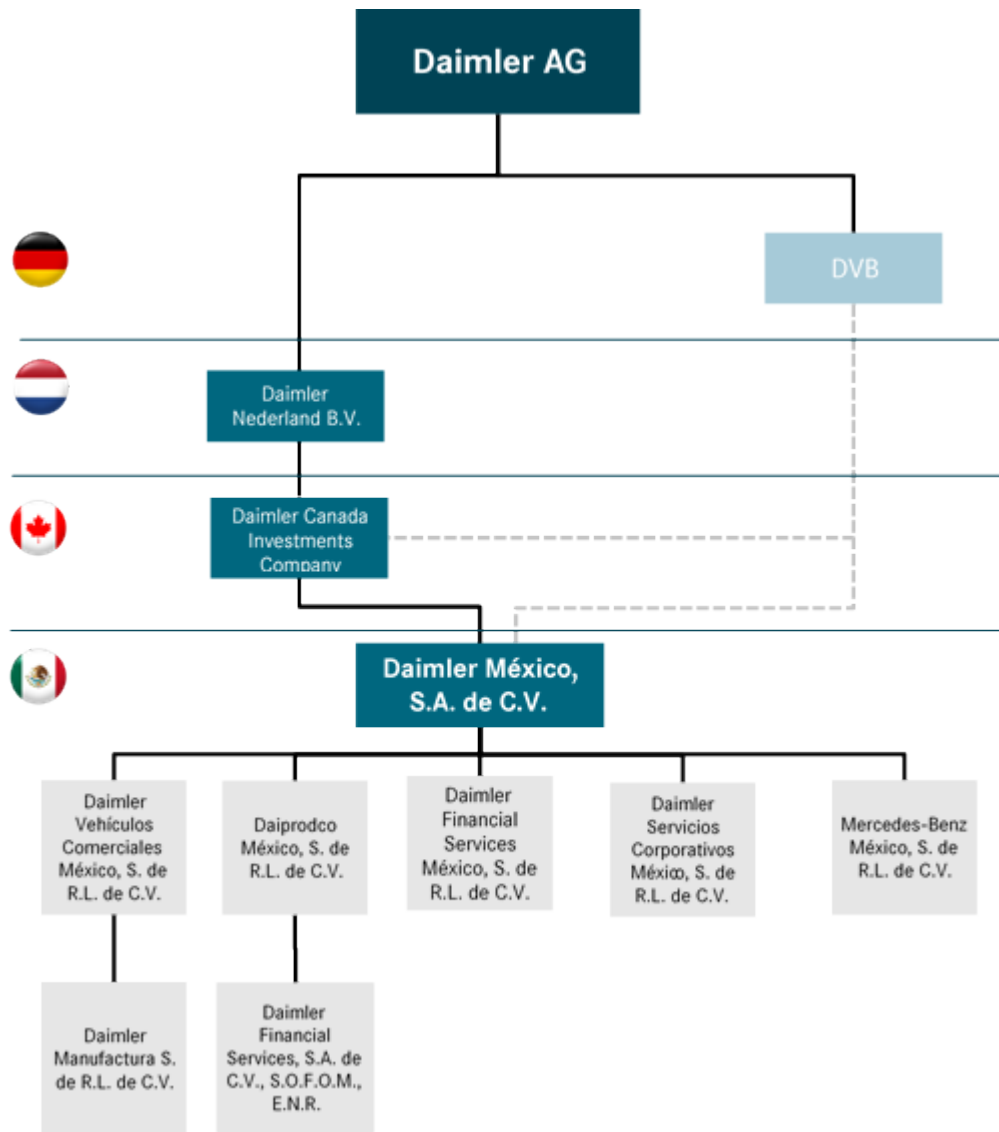 Daimler AG
DVB
Daimler
Nederland B.V.
Daimler Canada
Investments
Company
Daimler México,
S.A. de C.V.
Daimler
Vehículos
Comerciales
México, S. de
R.L. de C.V.
Daiprodco
México, S. de
R.L. de C.V.
Daimler
Financial
Services
México, S. de
R.L. de C.V.
Daimler
Servicios
Corporativos
México, S. de
R.L. de C.V.
Mercedes-Benz
México, S. de
R.L. de C.V.
Daimler
Manufactura S.
de R.L. de C.V.
Daimler
Financial
Services, S.A. de
C.V., S.O.F.O.M.,
E.N.R.